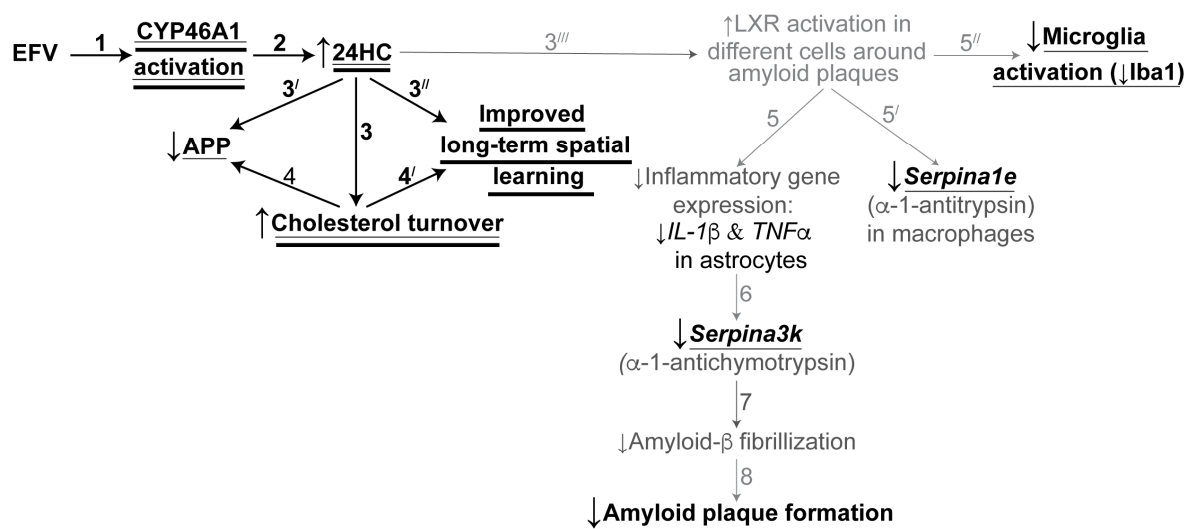 EFV
1
CYP46A1
activation
2
↑24HC
3///
↑LXR activation in
different cells around
amyloid plaques
5//
↓Microglia
activation (↓Iba1)
3/
3
3//
↓APP
Improved
long-term spatial
learning
4
4/
↑Cholesterol turnover
5
5/
↓Inflammatory gene
expression:
↓IL-1β & TNFα
in astrocytes
↓Serpina1e
(α-1-antitrypsin)
in macrophages
6
↓Serpina3k
(α-1-antichymotrypsin)
7
↓Amyloid-β fibrillization
8
↓Amyloid plaque formation